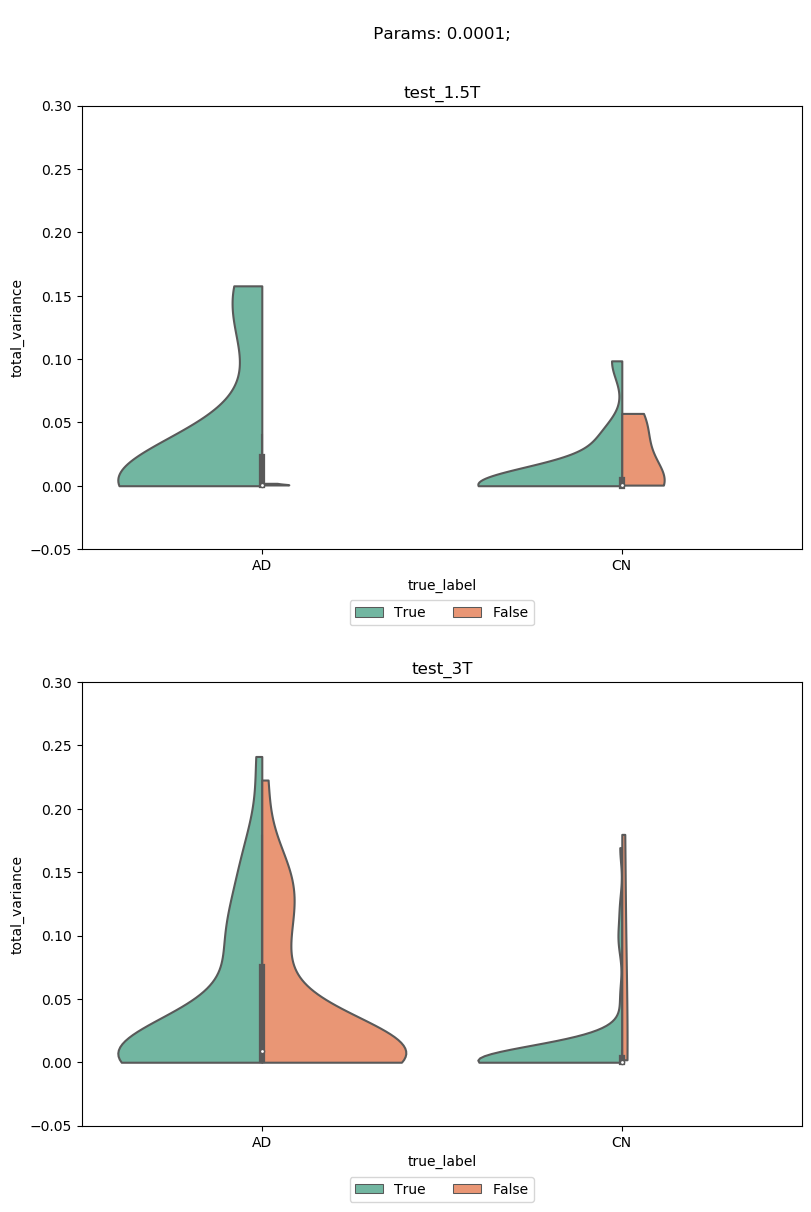 Params: 0.0001;
test_1.5T
0.30
0.25
0.20
0.15
0.10
0.05
0.00
−0.05
total_variance
AD CN
true_label
True False
test_3T
0.30
0.25
0.20
0.15
0.10
0.05
0.00
−0.05
total_variance
AD CN
true_label
True False